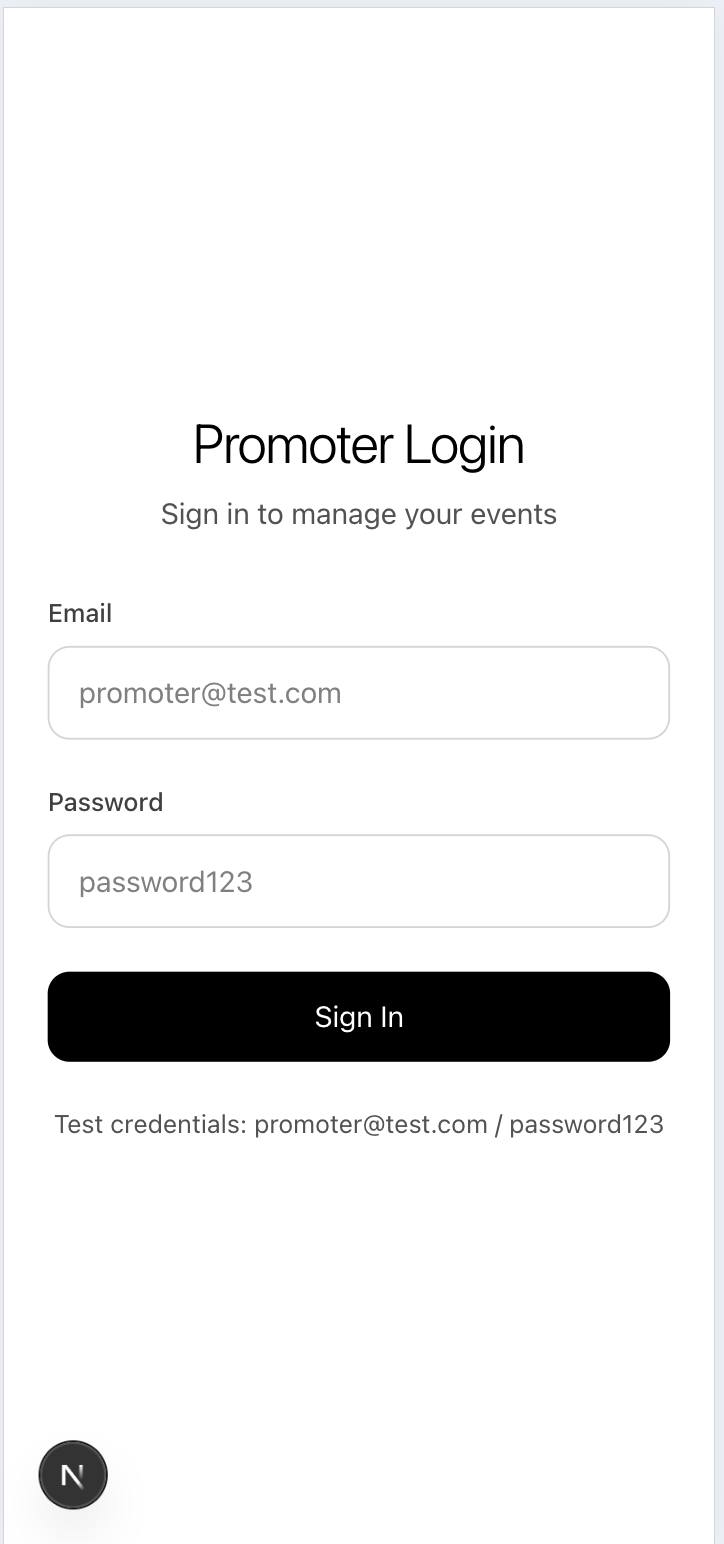 Promoter Login
Sign in to manage your events
Email
promoter@test.com
Password
password123
Sign In
Test credentials: promoter@test.com / password123
N